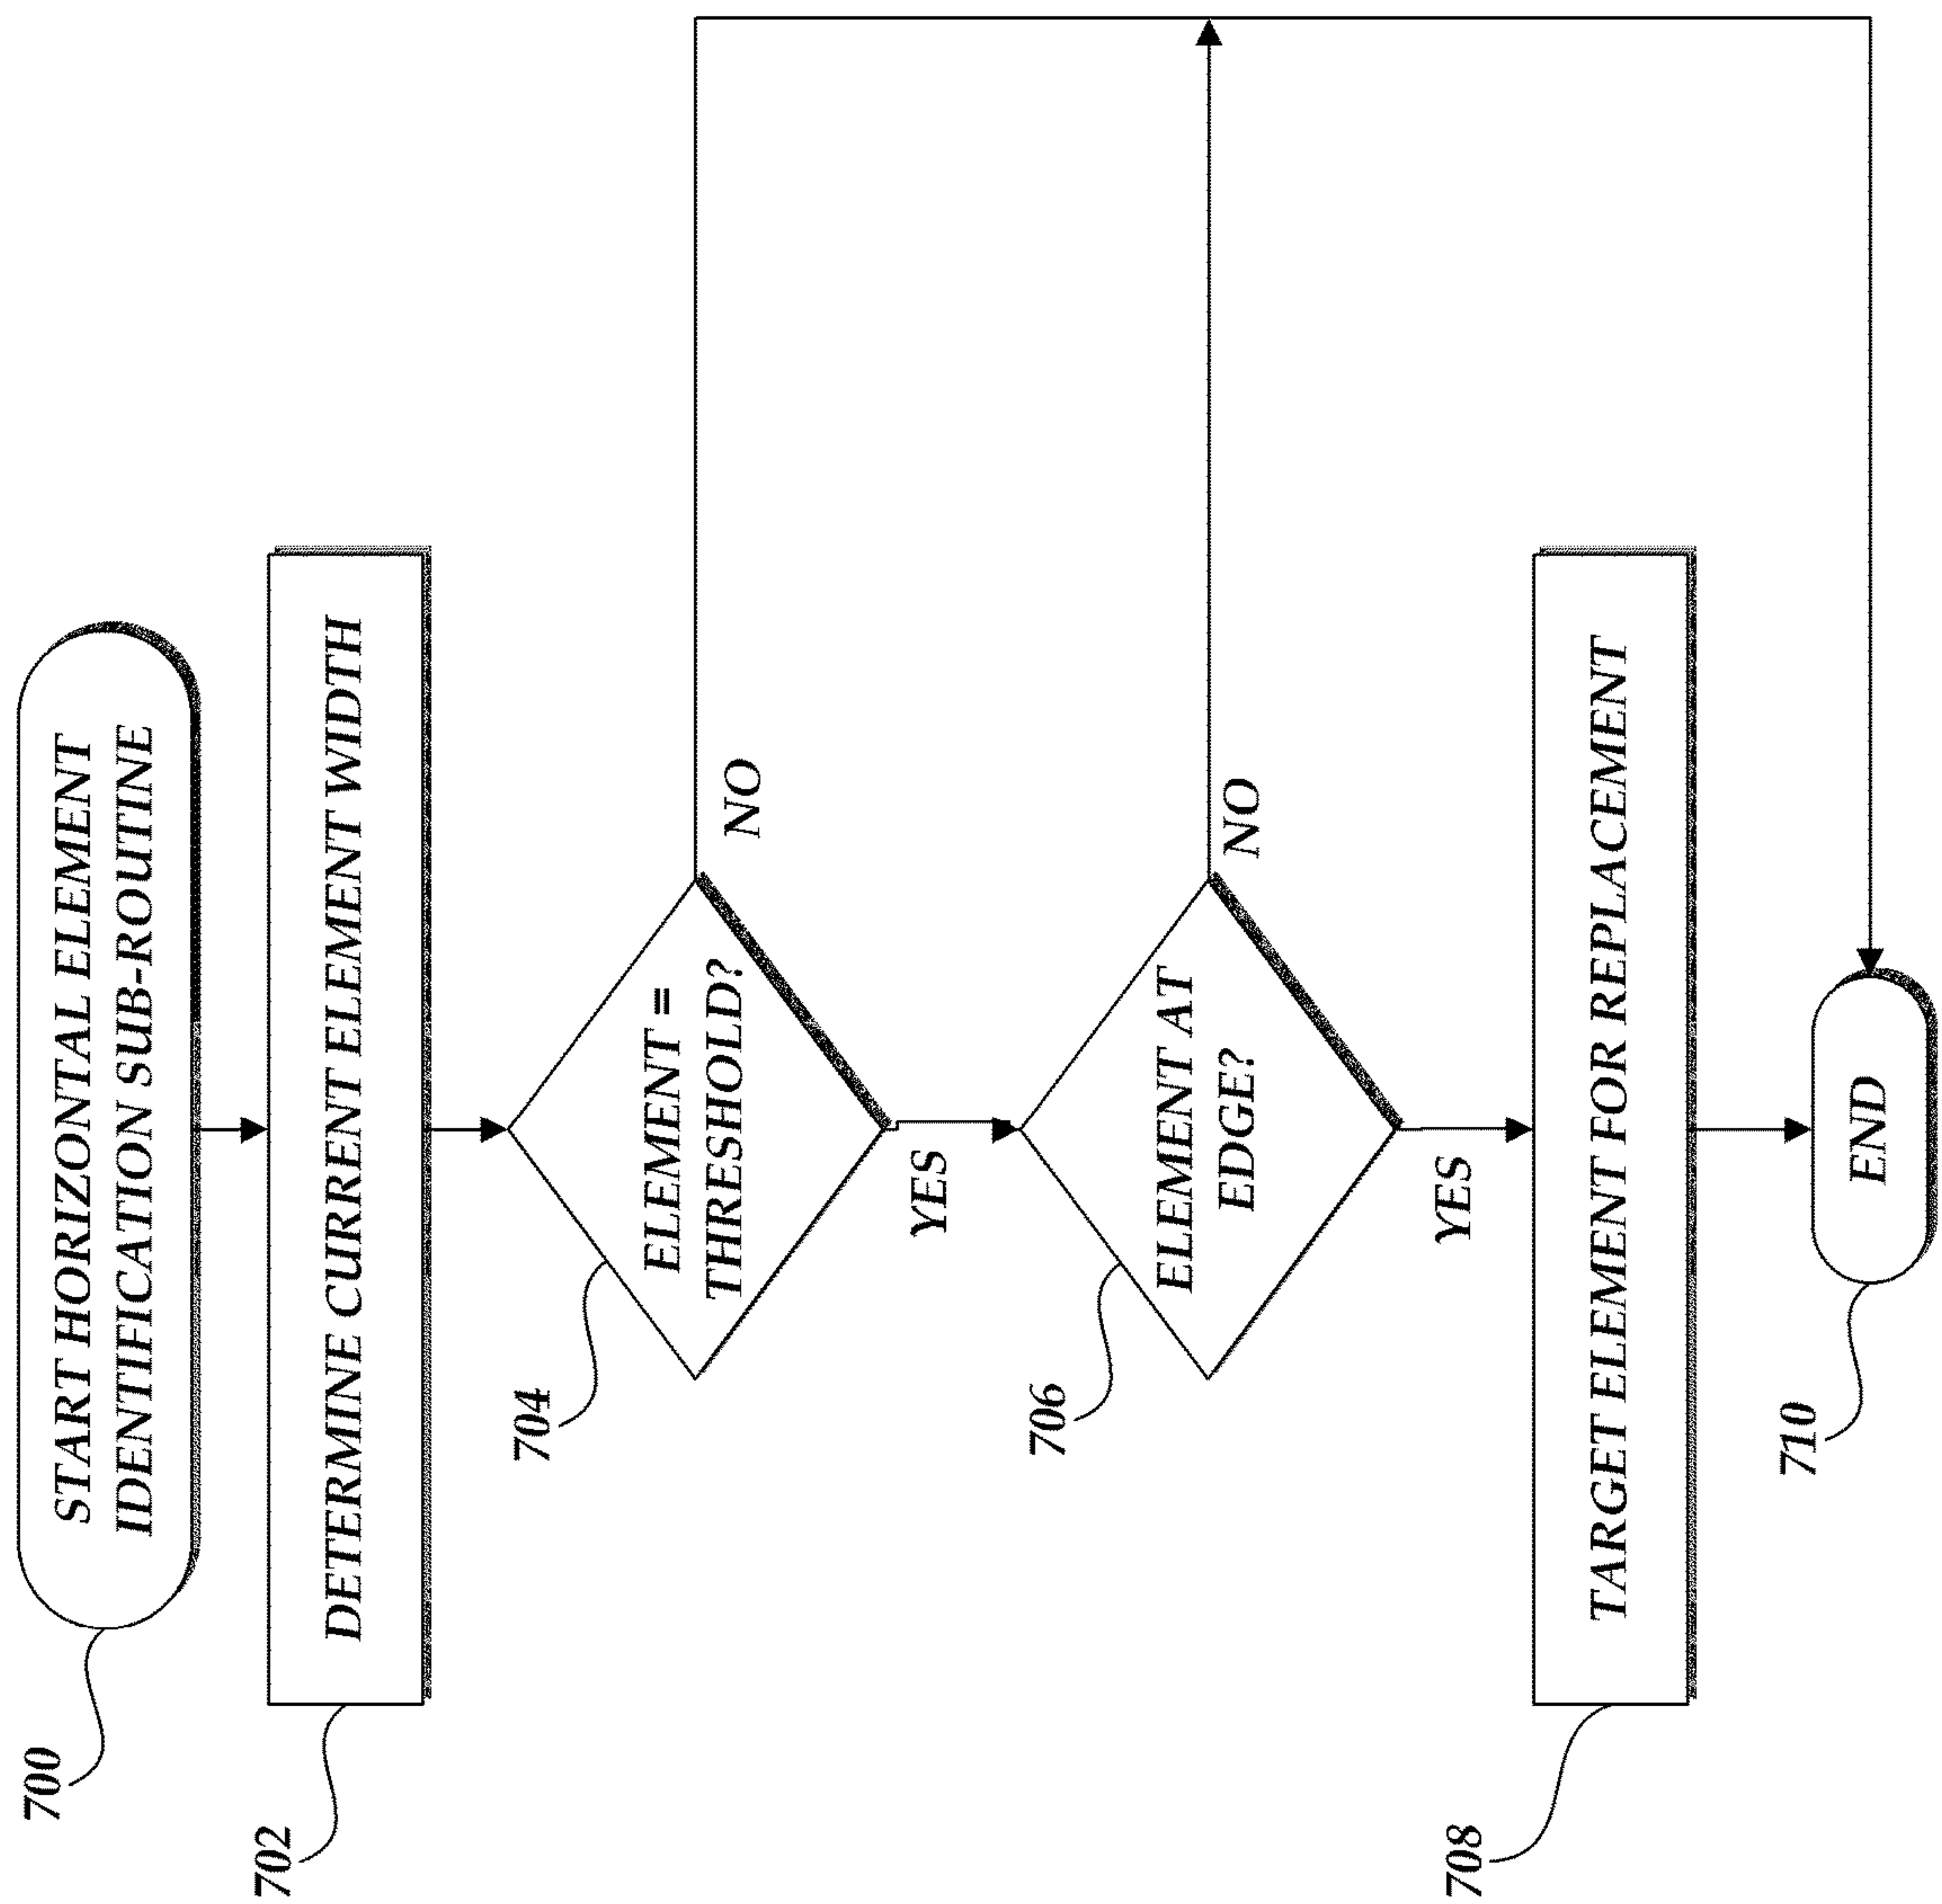 700
START HORIZONTAL ELEMENT
IDENTIFICATION SUB-ROUTINE
702
DETERMINE CURRENT ELEMENT WIDTH
704
ELEMENT =
THRESHOLD?
NO
YES
706
ELEMENT AT
EDGE?
NO
YES
708
TARGET ELEMENT FOR REPLACEMENT
710
END